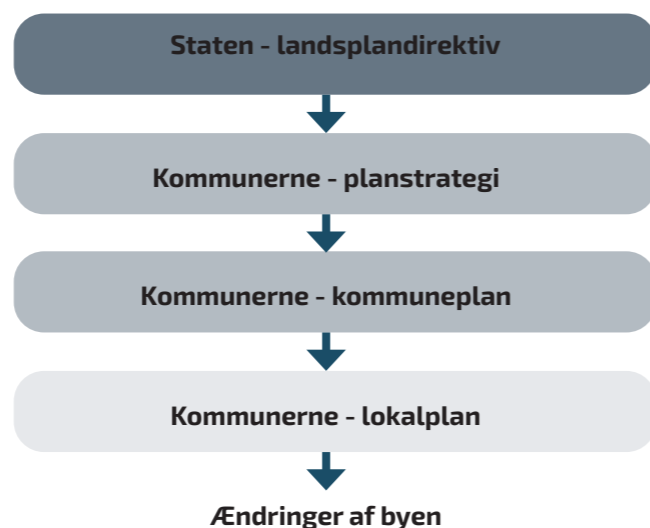 Staten - landsplandirektiv
Kommunerne - planstrategi
Kommunerne - kommuneplan
Kommunerne - lokalplan
Ændringer af byen